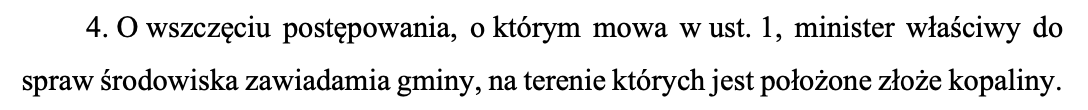 4. O wszczęciu postępowania, o którym mowa w ust. 1, minister właściwy do
spraw środowiska zawiadamia gminy, na terenie których jest położone złoże kopaliny.